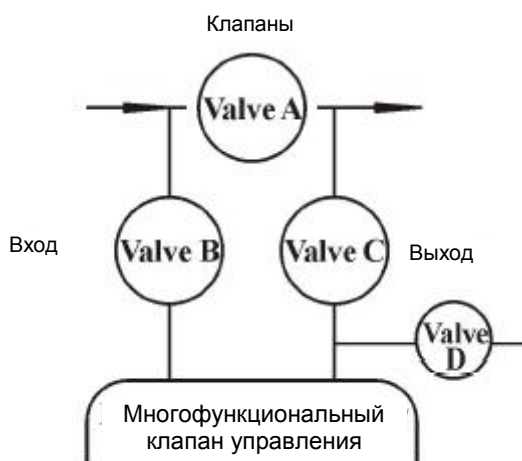 Клапаны
Valve A
Вход
Valve B
Valve C
Выход
Valve
D
Многофункциональный
клапан управления